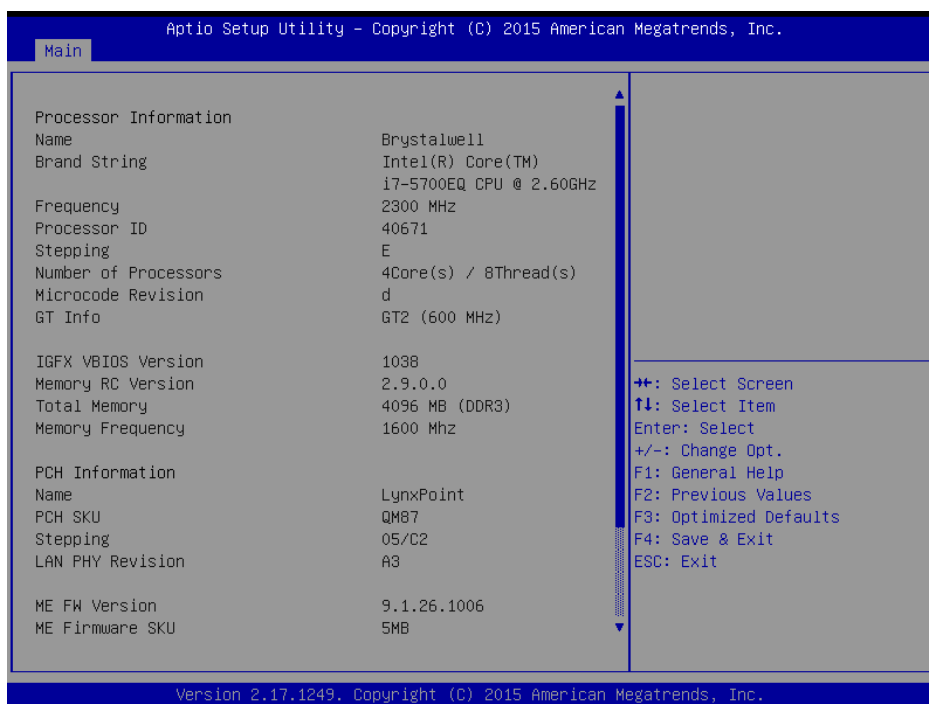 Aptio Setup Utility – Copyright (C) 2015 American Megatrends, Inc.
Main
Processor Information
Name Brystalwell
Brand String Intel(R) Core(TM)
i7-5700EQ CPU @ 2.60GHz
Frequency 2300 MHz
Processor ID 40671
Stepping E
Number of Processors 4Core(s) / 8Thread(s)
Microcode Revision d
GT Info GT2 (600 MHz)
IGFX VBIOS Version 1038
Memory RC Version 2.9.0.0
Total Memory 4096 MB (DDR3)
Memory Frequency 1600 Mhz
PCH Information
Name LynxPoint
PCH SKU QM87
Stepping 05/C2
LAN PHY Revision A3
ME FW Version 9.1.26.1006
ME Firmware SKU 5MB
→←: Select Screen
↑↓: Select Item
Enter: Select
+/-: Change Opt.
F1: General Help
F2: Previous Values
F3: Optimized Defaults
F4: Save & Exit
ESC: Exit
Version 2.17.1249. Copyright (C) 2015 American Megatrends, Inc.